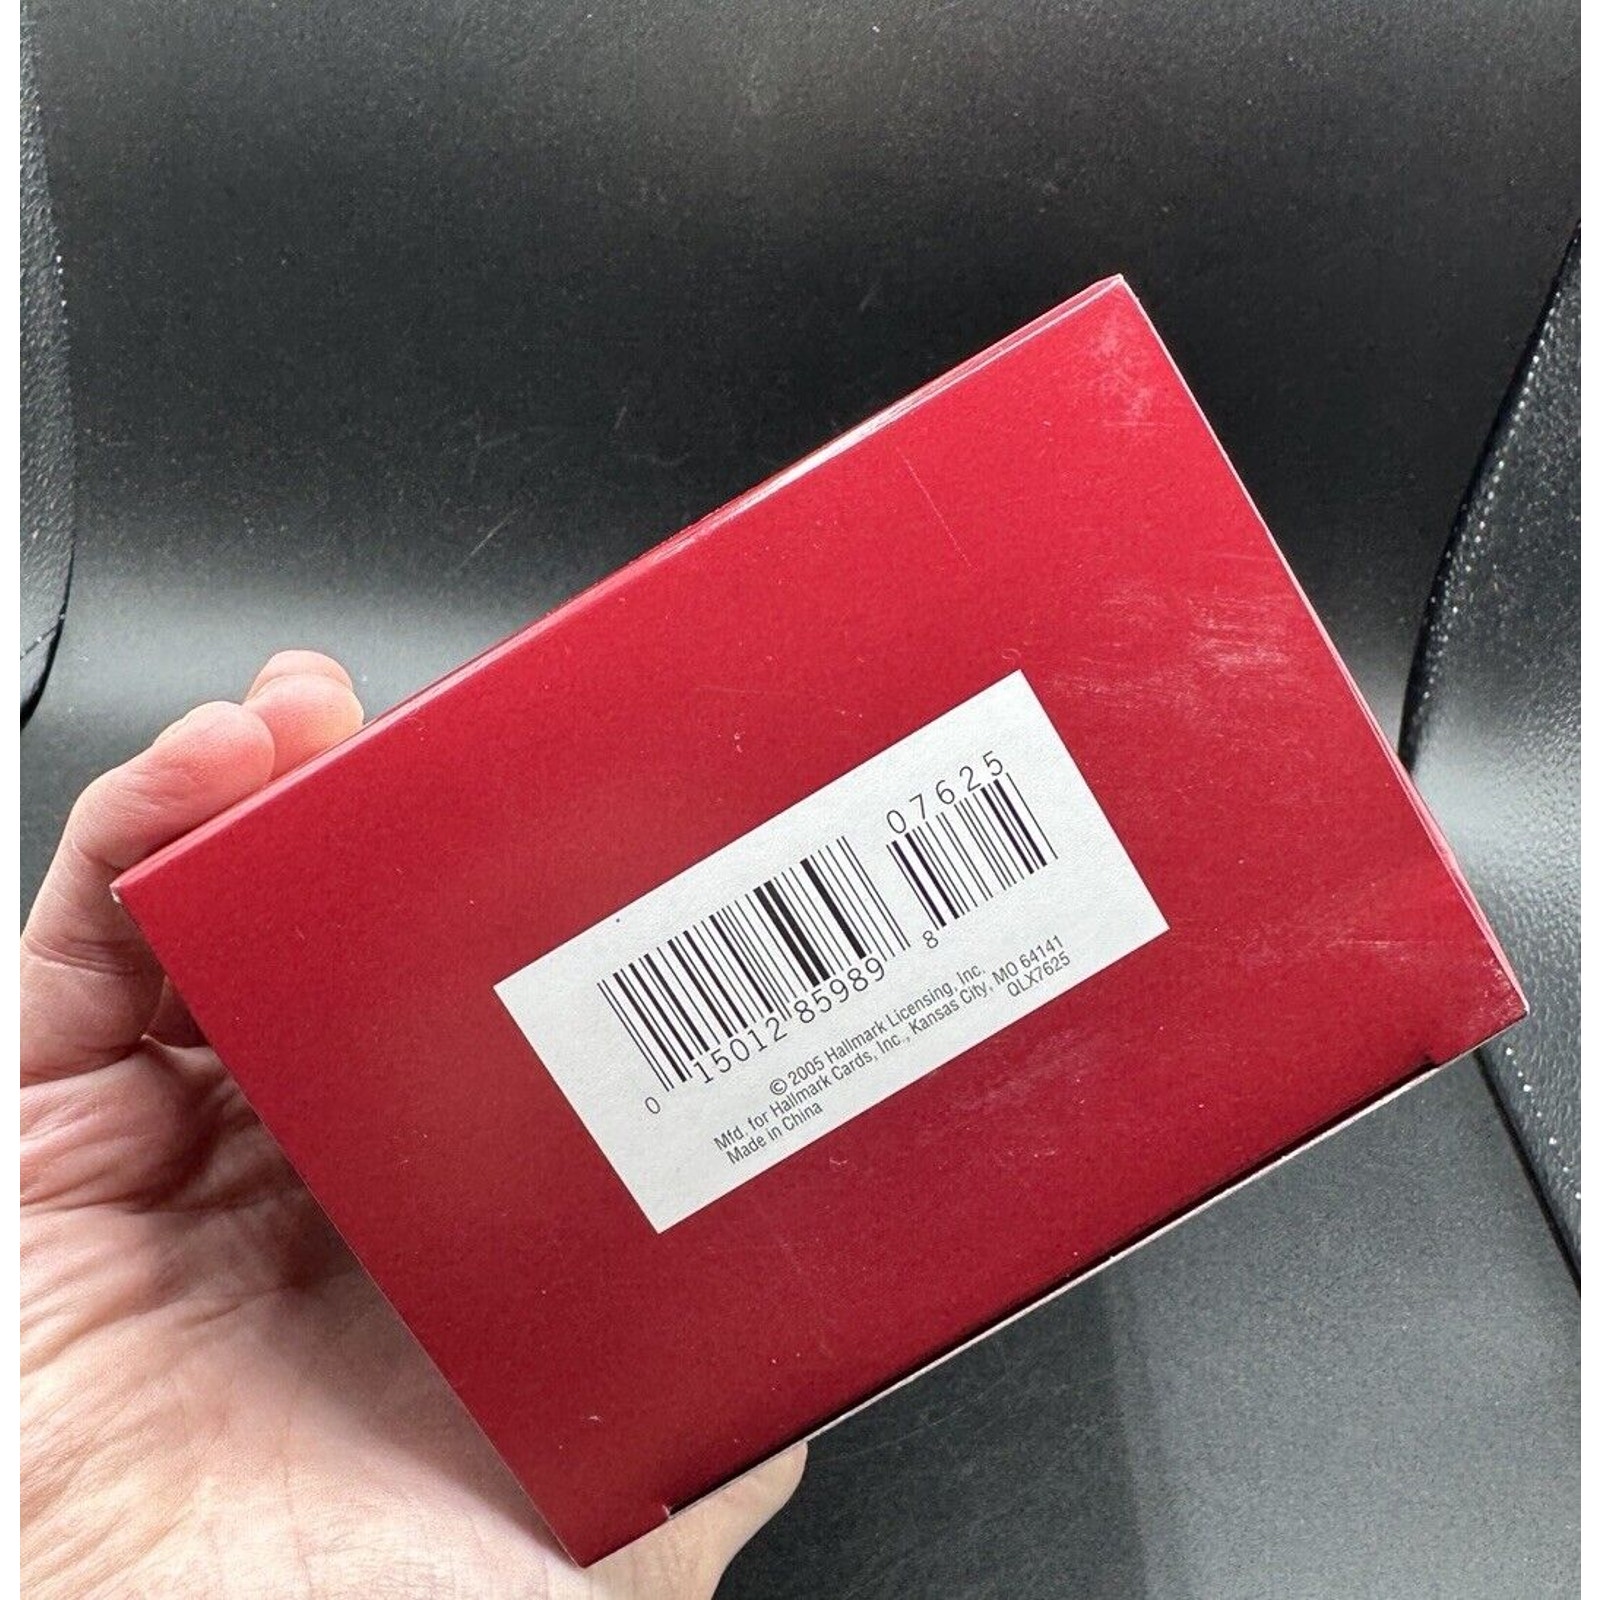 07625
0 15012 85989 8
© 2005 Hallmark Licensing, Inc.
Mfd. for Hallmark Cards, Inc., Kansas City, MO 64141
Made in China QLX7625